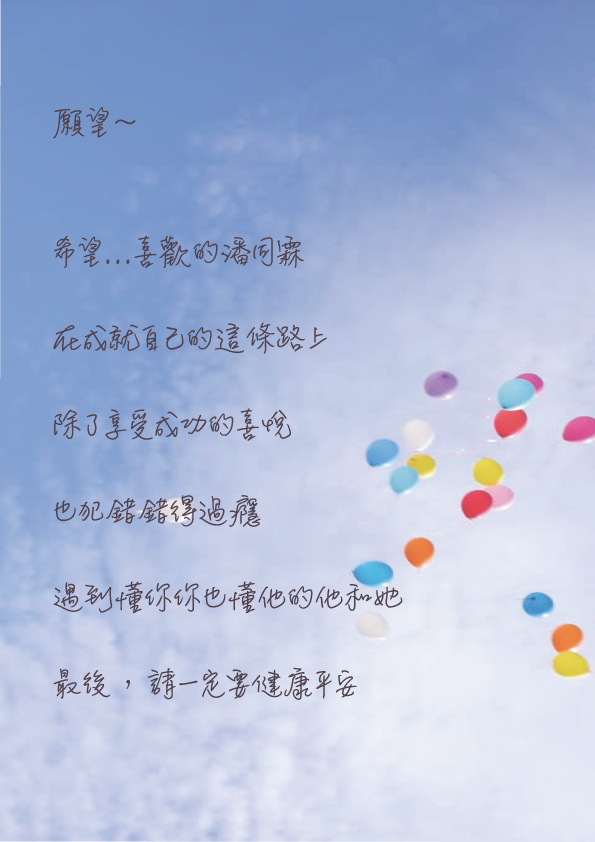 願望～
希望...喜歡的潘同霖
在成就自己的這條路上
除了享受成功的喜悅
也犯錯錯得過癮
遇到懂你你也懂他的他和她
最後，請一定要健康平安